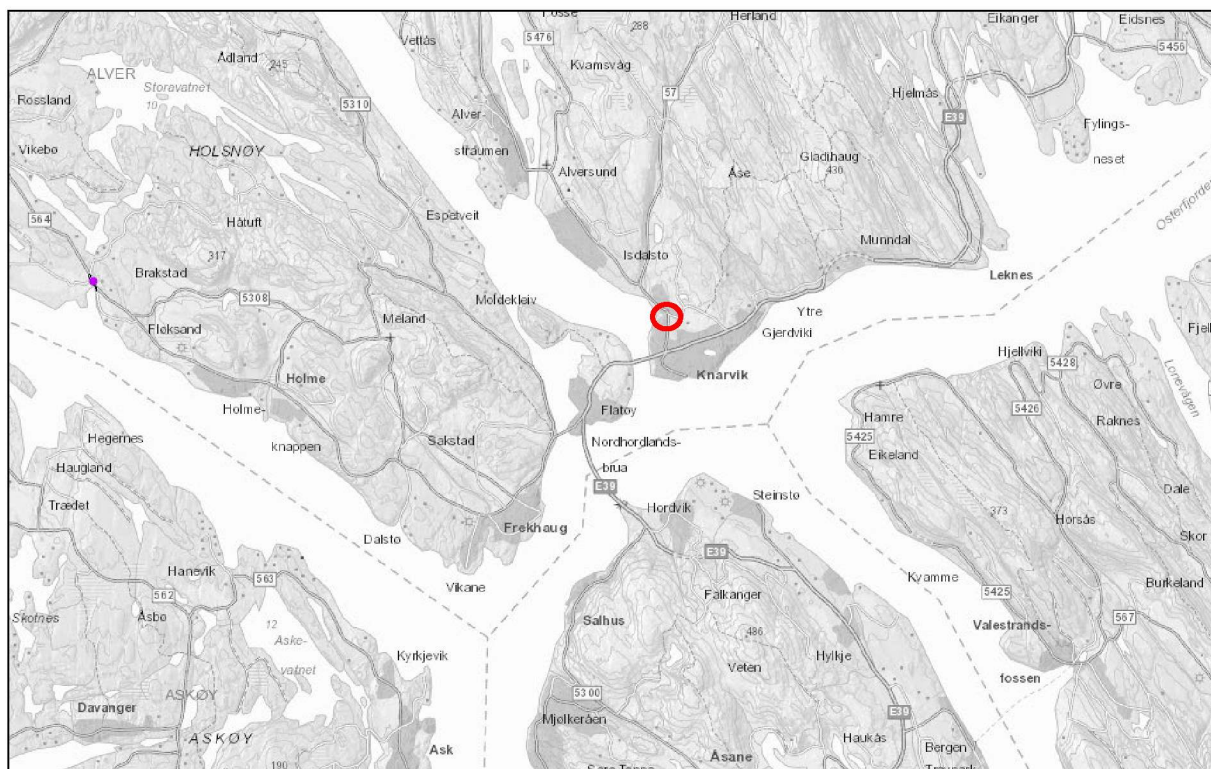 Fosse
Herland
Eikanger
Eidsnes
5476
288
Vetlås
Ådland
245
Kvamsvåg
5456
ALVER
Storavatnet
10
57
Hjelmås
Rossland
5310
Alver-
straumen
E39
Fylings-
neset
Vikebø
HOLSNØY
Alversund
Åse
Gladihaug
430
Osterfjorden
564
Håtuft
Espetveit
317
Isdalstø
Munndal
Leknes
Brakstad
5308
Moldekleiv
Fløksand
Meland
Ytre
Gjerdviki
Knarvik
Hjellviki
5428
Holme
Holme-
knappen
Flatøy
Øvre
Raknes
5426
Hamre
5425
Eikeland
Hegernes
Haugland
Trædet
Sakstad
Nordhordlands-
brua
E39
Steinstø
Hordvik
373
Dale
Horsås
Skor
Frekhaug
Dalstø
Vikane
E39
Falkanger
Kvamme
5425
Burkeland
Hanevik
563
562
Åsbø
Skotnes
12
Aske-
vatnet
Salhus
486
Veten
Hylkje
567
Valestrands-
fossen
Kyrkjevik
ASKØY
Davanger
ASKØY
Ask
190
5300
Mjølkeråen
Åsane
E39
Haukås
Bergen